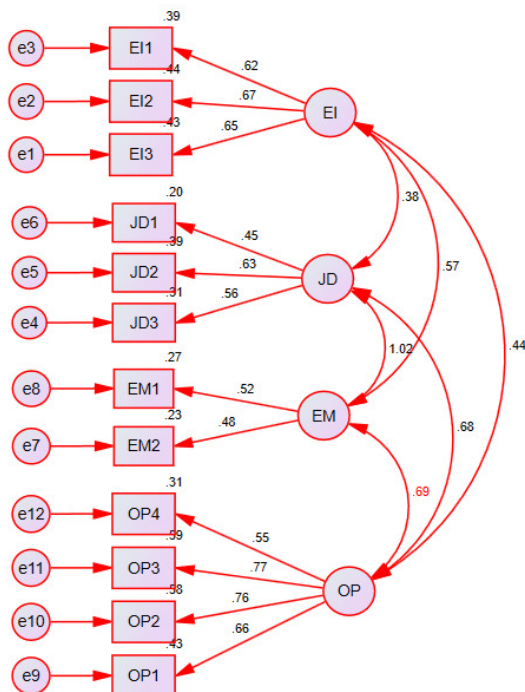 .39
e3 EI1
.62
.44
e2 EI2 .67 EI
.43 .65
e1 EI3
.20 .38
e6 JD1 .45
.39 .57
e5 JD2 .63 JD
.31 .56
e4 JD3
1.02 .44
.27
e8 EM1 .52
.23 EM
e7 EM2 .48 .68
.31 .69
e12 OP4 .55
.59
e11 OP3 .77
.58 OP
e10 OP2 .76
.43 .66
e9 OP1